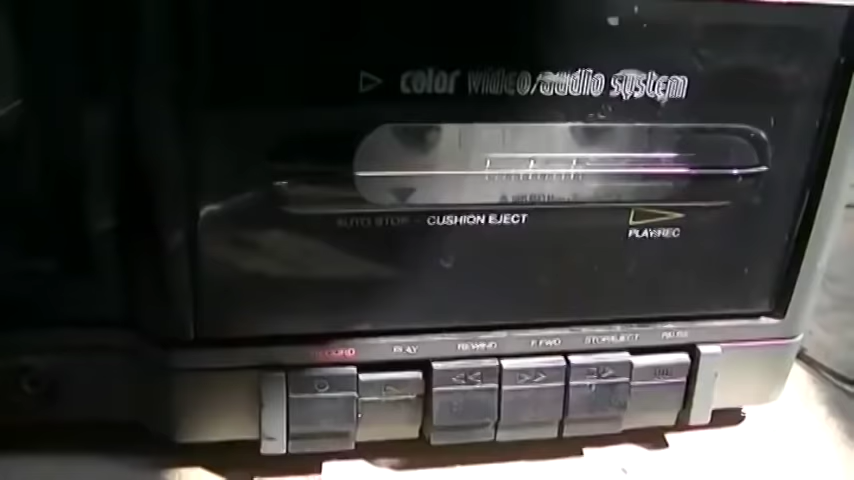 color video/audio system
AUTO STOP - CUSHION EJECT
PLAY/REC
RECORD PLAY REWIND F.FWD STOP/EJECT PAUSE